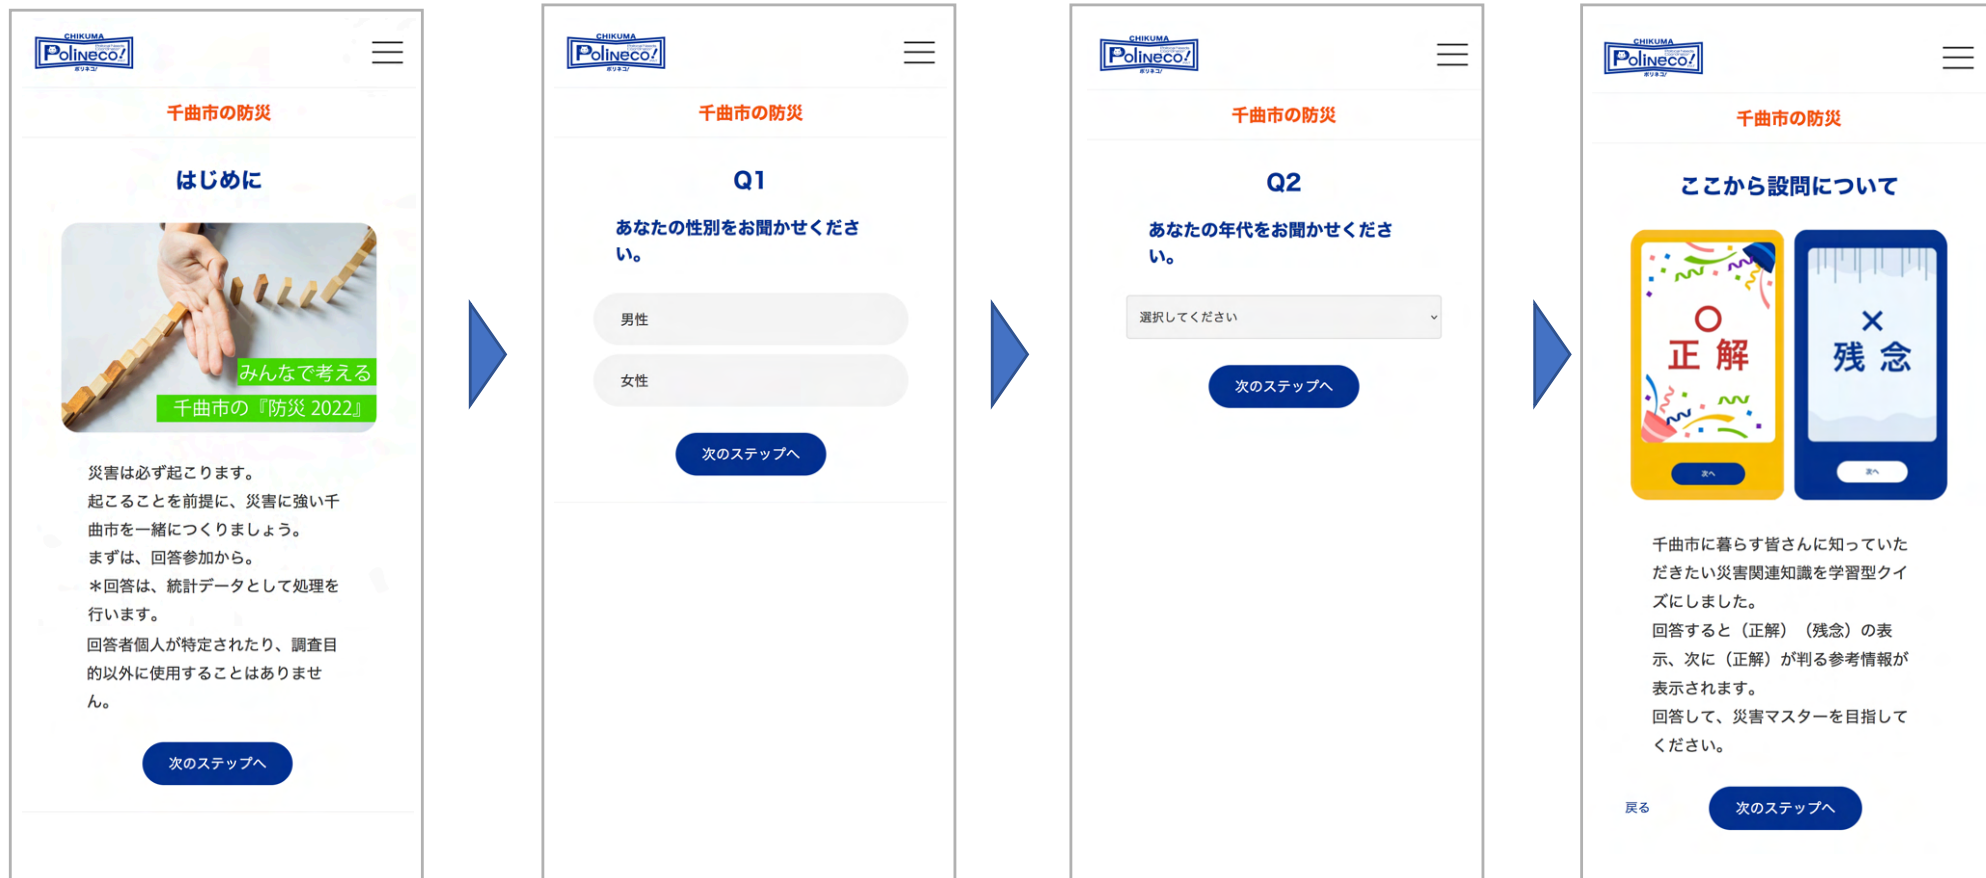 CHIKUMA
Polineco!
ポリネコ!
千曲市の防災
はじめに
みんなで考える
千曲市の『防災 2022』
災害は必ず起こります。
起こることを前提に、災害に強い千
曲市を一緒につくりましょう。
まずは、回答参加から。
＊回答は、統計データとして処理を
行います。
回答者個人が特定されたり、調査目
的以外に使用することはありませ
ん。
次のステップへ
CHIKUMA
Polineco!
ポリネコ!
千曲市の防災
Q1
あなたの性別をお聞かせくださ
い。
男性
女性
次のステップへ
CHIKUMA
Polineco!
ポリネコ!
千曲市の防災
Q2
あなたの年代をお聞かせくださ
い。
選択してください
次のステップへ
CHIKUMA
Polineco!
ポリネコ!
千曲市の防災
ここから設問について
正解
次へ
×
残念
次へ
千曲市に暮らす皆さんに知っていた
だきたい災害関連知識を学習型クイ
ズにしました。
回答すると（正解）（残念）の表
示、次に（正解）が判る参考情報が
表示されます。
回答して、災害マスターを目指して
ください。
戻る
次のステップへ